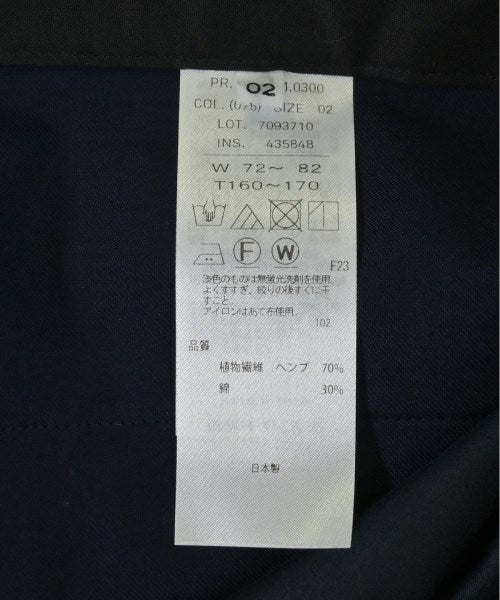 PR. 02 1.0300
COL. (075) SIZE 02
LOT. 7093710
INS. 435848
W 72～ 82
T160～170
F W
F23
淡色のものは無蛍光洗剤を使用
よくすすぎ、絞りの後すぐに干
すこと。
アイロンはあて布使用。
102
品質
植物繊維 ヘンプ 70%
綿 30%
日本製